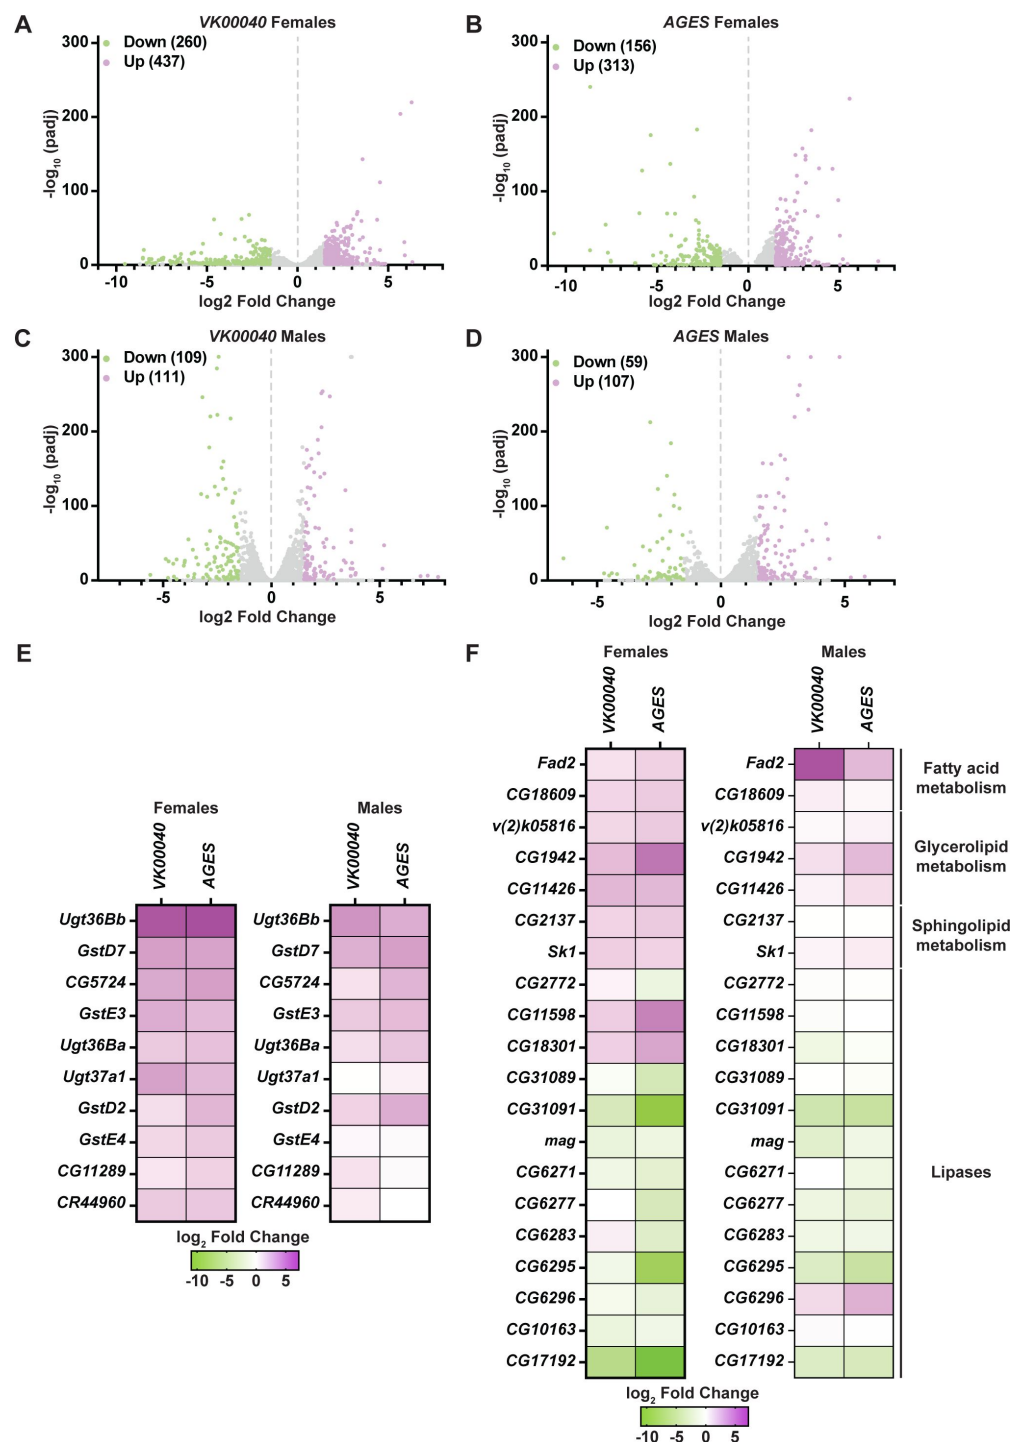 A
VK00040 Females
Down (260)
Up (437)
300
200
100
0
-log10 (padj)
-10 -5 0 5
log2 Fold Change
B
AGES Females
Down (156)
Up (313)
300
200
100
0
-log10 (padj)
-10 -5 0 5
log2 Fold Change
C
VK00040 Males
Down (109)
Up (111)
300
200
100
0
-log10 (padj)
-5 0 5
log2 Fold Change
D
AGES Males
Down (59)
Up (107)
300
200
100
0
-log10 (padj)
-5 0 5
log2 Fold Change
E
Females
VK00040
AGES
Ugt36Bb
GstD7
CG5724
GstE3
Ugt36Ba
Ugt37a1
GstD2
GstE4
CG11289
CR44960
Males
VK00040
AGES
Ugt36Bb
GstD7
CG5724
GstE3
Ugt36Ba
Ugt37a1
GstD2
GstE4
CG11289
CR44960
log2 Fold Change
-10 -5 0 5
F
Females
VK00040
AGES
Fad2
CG18609
v(2)k05816
CG1942
CG11426
CG2137
Sk1
CG2772
CG11598
CG18301
CG31089
CG31091
mag
CG6271
CG6277
CG6283
CG6295
CG6296
CG10163
CG17192
Males
VK00040
AGES
Fad2
CG18609
v(2)k05816
CG1942
CG11426
CG2137
Sk1
CG2772
CG11598
CG18301
CG31089
CG31091
mag
CG6271
CG6277
CG6283
CG6295
CG6296
CG10163
CG17192
Fatty acid
metabolism
Glycerolipid
metabolism
Sphingolipid
metabolism
Lipases
log2 Fold Change
-10 -5 0 5